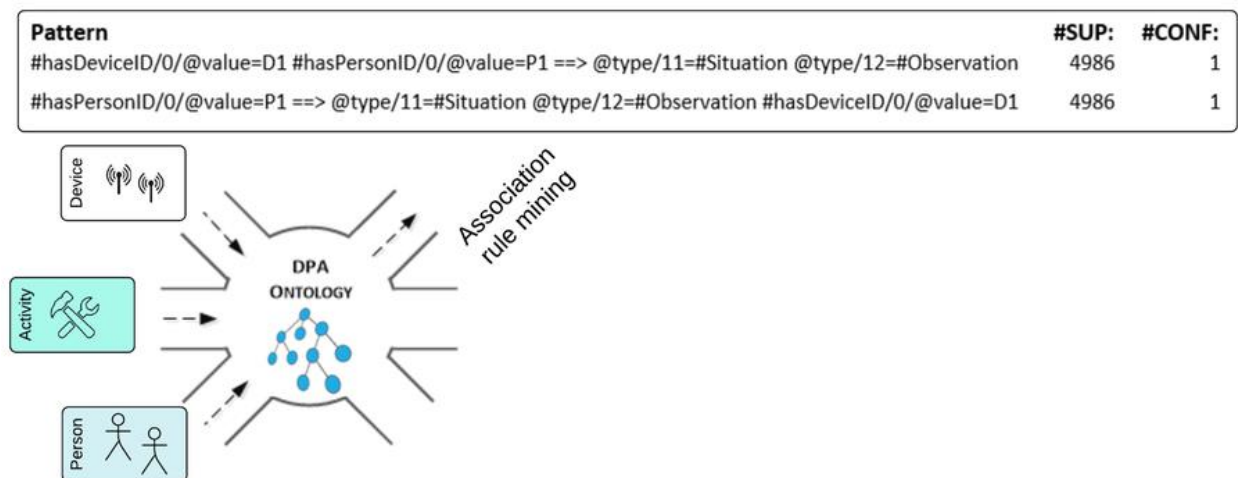 Pattern #SUP: #CONF:
#hasDeviceID/0/@value=D1 #hasPersonID/0/@value=P1 ==> @type/11=#Situation @type/12=#Observation 4986 1
#hasPersonID/0/@value=P1 ==> @type/11=#Situation @type/12=#Observation #hasDeviceID/0/@value=D1 4986 1
Device
Association
rule mining
DPA
ONTOLOGY
Activity
Person